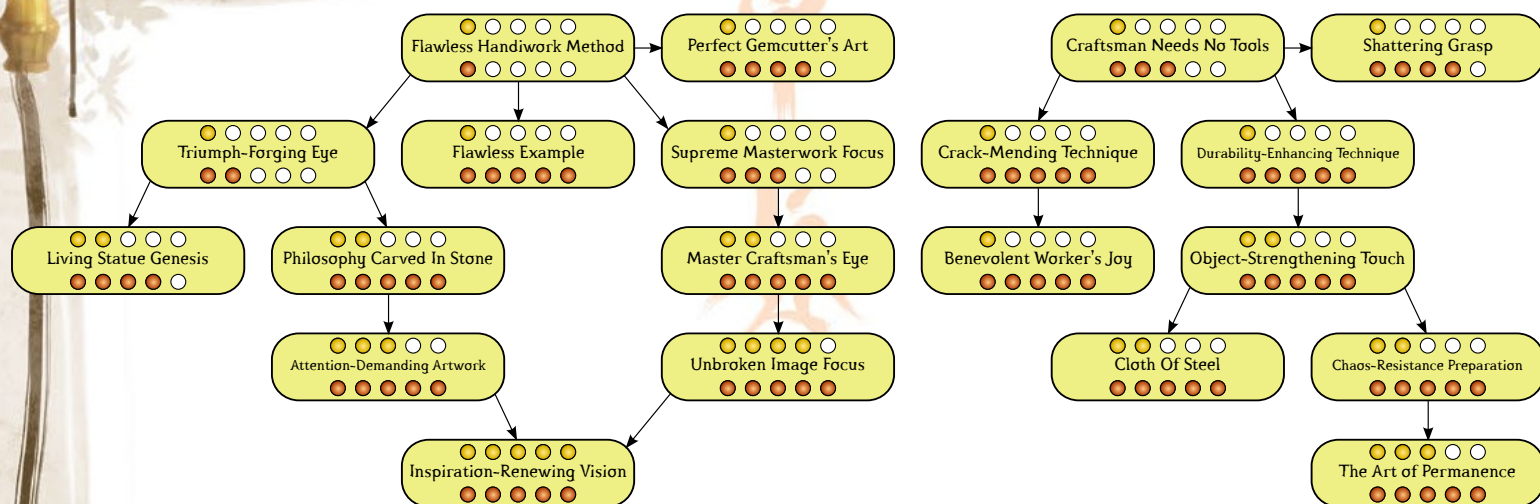 Flawless Handiwork Method
Perfect Gemcutter's Art
Craftsman Needs No Tools
Shattering Grasp
Triumph-Forging Eye
Flawless Example
Supreme Masterwork Focus
Crack-Mending Technique
Durability-Enhancing Technique
Living Statue Genesis
Philosophy Carved In Stone
Master Craftsman's Eye
Benevolent Worker's Joy
Object-Strengthening Touch
Attention-Demanding Artwork
Unbroken Image Focus
Cloth Of Steel
Chaos-Resistance Preparation
Inspiration-Renewing Vision
The Art of Permanence